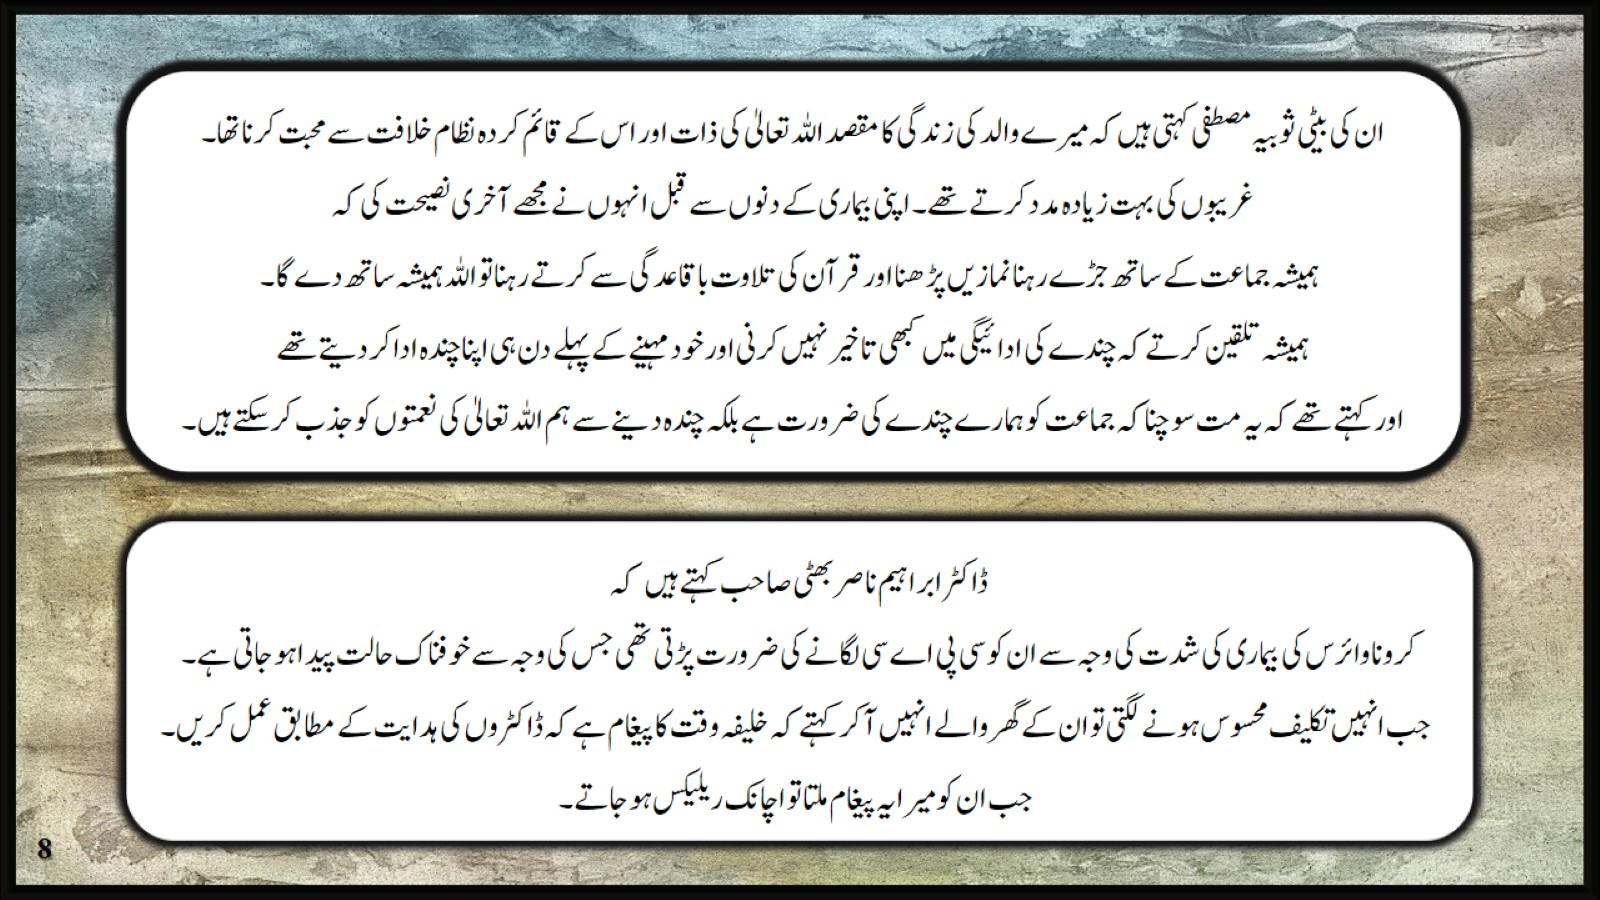 ان کی بیٹی ثوبیہ مصطفی کہتی ہیں کہ میرے والد کی زندگی کا مقصد اللہ تعالیٰ کی ذات اور اس کے قائم کردہ نظام خلافت سے محبت کرنا تھا۔
غریبوں کی بہت زیادہ مدد کرتے تھے۔ اپنی بیماری کے دنوں سے قبل انہوں نے مجھے آخری نصیحت کی کہ
ہمیشہ جماعت کے ساتھ جڑے رہنا نمازیں پڑھنا اور قرآن کی تلاوت باقاعدگی سے کرتے رہنا تو اللہ ہمیشہ ساتھ دے گا۔
ہمیشہ تلقین کرتے کہ چندے کی ادائیگی میں کبھی تاخیر نہیں کرنی اور خود مہینے کے پہلے دن ہی اپنا چندہ ادا کر دیتے تھے
اور کہتے تھے کہ یہ مت سوچنا کہ جماعت کو ہمارے چندے کی ضرورت ہے بلکہ چندہ دینے سے ہم اللہ تعالیٰ کی نعمتوں کو جذب کر سکتے ہیں۔
ڈاکٹر ابراہیم ناصر بھٹی صاحب کہتے ہیں کہ
کرونا وائرس کی بیماری کی شدت کی وجہ سے ان کو سی پی اے سی لگانے کی ضرورت پڑتی تھی جس کی وجہ سے خوفناک حالت پیدا ہو جاتی ہے۔
جب انہیں تکلیف محسوس ہونے لگتی تو ان کے گھر والے انہیں آکر کہتے کہ خلیفہ وقت کا پیغام ہے کہ ڈاکٹروں کی ہدایت کے مطابق عمل کریں۔
جب ان کو میرا یہ پیغام ملتا تو اچانک ریلیکس ہو جاتے۔
8